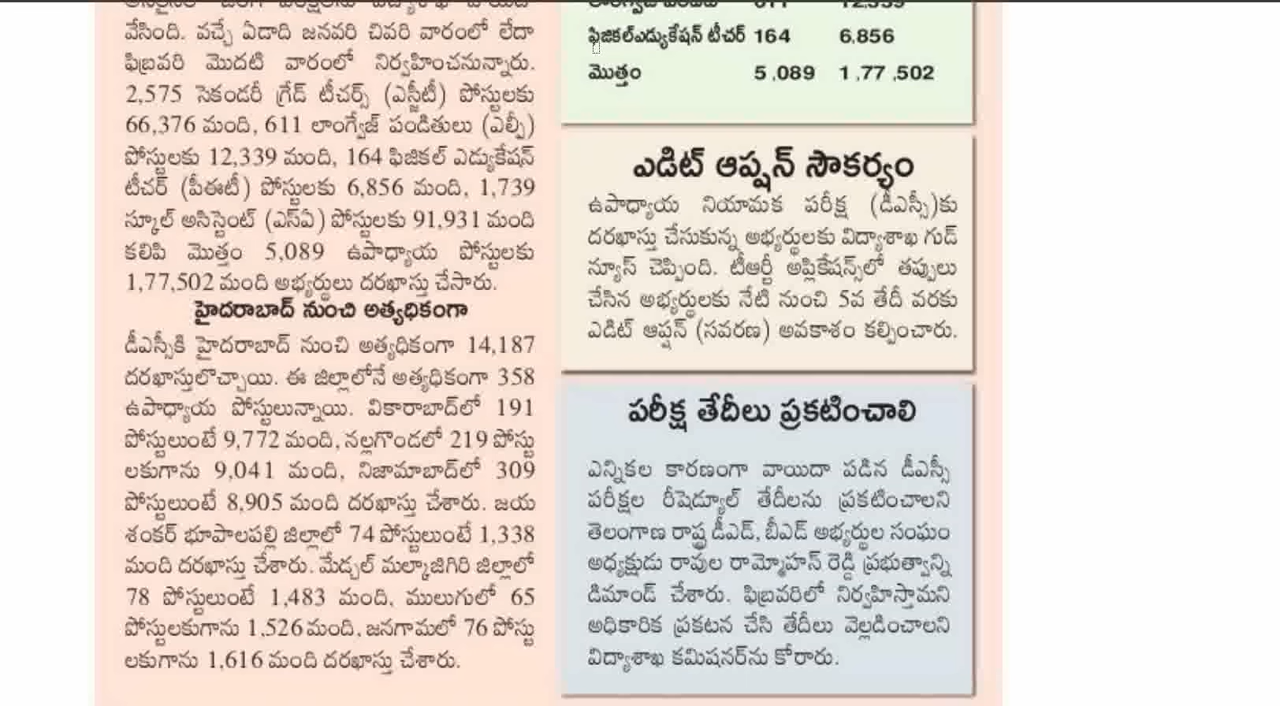 వేసింది. వచ్చే ఏడాది జనవరి చివరి వారంలో లేదా
ఫిబ్రవరి మొదటి వారంలో నిర్వహించనున్నారు.
2,575 సెకండరీ గ్రేడ్ టీచర్స్ (ఎస్జీటీ) పోస్టులకు
66,376 మంది, 611 లాంగ్వేజ్ పండితులు (ఎల్పీ)
పోస్టులకు 12,339 మంది, 164 ఫిజికల్ ఎడ్యుకేషన్
టీచర్ (పీఈటీ) పోస్టులకు 6,856 మంది, 1,739
స్కూల్ అసిస్టెంట్ (ఎస్ఏ) పోస్టులకు 91,931 మంది
కలిపి మొత్తం 5,089 ఉపాధ్యాయ పోస్టులకు
1,77,502 మంది అభ్యర్థులు దరఖాస్తు చేసారు.
హైదరాబాద్ నుంచి అత్యధికంగా
డీఎస్సీకి హైదరాబాద్ నుంచి అత్యధికంగా 14,187
దరఖాస్తులొచ్చాయి. ఈ జిల్లాలోనే అత్యధికంగా 358
ఉపాధ్యాయ పోస్టులున్నాయి. వికారాబాద్‌లో 191
పోస్టులుంటే 9,772 మంది, నల్లగొండలో 219 పోస్టు
లకుగాను 9,041 మంది, నిజామాబాద్‌లో 309
పోస్టులుంటే 8,905 మంది దరఖాస్తు చేశారు. జయ
శంకర్ భూపాలపల్లి జిల్లాలో 74 పోస్టులుంటే 1,338
మంది దరఖాస్తు చేశారు. మేడ్చల్ మల్కాజిగిరి జిల్లాలో
78 పోస్టులుంటే 1,483 మంది, ములుగులో 65
పోస్టులకుగాను 1,526 మంది, జనగామలో 76 పోస్టు
లకుగాను 1,616 మంది దరఖాస్తు చేశారు.
ఫిజికల్ఎడ్యుకేషన్ టీచర్ 164 6,856
మొత్తం 5,089 1,77,502
ఎడిట్ ఆప్షన్ సౌకర్యం
ఉపాధ్యాయ నియామక పరీక్ష (డీఎస్సీ)కు
దరఖాస్తు చేసుకున్న అభ్యర్థులకు విద్యాశాఖ గుడ్
న్యూస్ చెప్పింది. టీఆర్టీ అప్లికేషన్స్‌లో తప్పులు
చేసిన అభ్యర్థులకు నేటి నుంచి 5వ తేదీ వరకు
ఎడిట్ ఆప్షన్ (సవరణ) అవకాశం కల్పించారు.
పరీక్ష తేదీలు ప్రకటించాలి
ఎన్నికల కారణంగా వాయిదా పడిన డీఎస్సీ
పరీక్షల రీషెడ్యూల్ తేదీలను ప్రకటించాలని
తెలంగాణ రాష్ట్ర డీఎడ్, బీఎడ్ అభ్యర్థుల సంఘం
అధ్యక్షుడు రావుల రామ్మోహన్ రెడ్డి ప్రభుత్వాన్ని
డిమాండ్ చేశారు. ఫిబ్రవరిలో నిర్వహిస్తామని
అధికారిక ప్రకటన చేసి తేదీలు వెల్లడించాలని
విద్యాశాఖ కమిషనర్‌ను కోరారు.